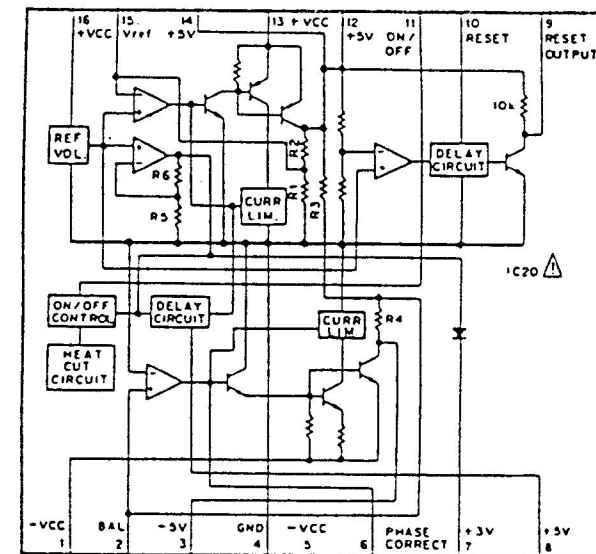 16 +VCC
15. Vref
14 +5V
13 +VCC
12 +5V
11 ON/OFF
10 RESET
9 RESET OUTPUT
REF VOL.
R6
R5
R2
R1
R3
CURR LIM.
10k
DELAY CIRCUIT
IC20
ON/OFF CONTROL
DELAY CIRCUIT
HEAT CUT CIRCUIT
CURR LIM
R4
-VCC 1
BAL 2
-5V 3
GND 4
-VCC 5
6 PHASE CORRECT
+3V 7
+5V 8